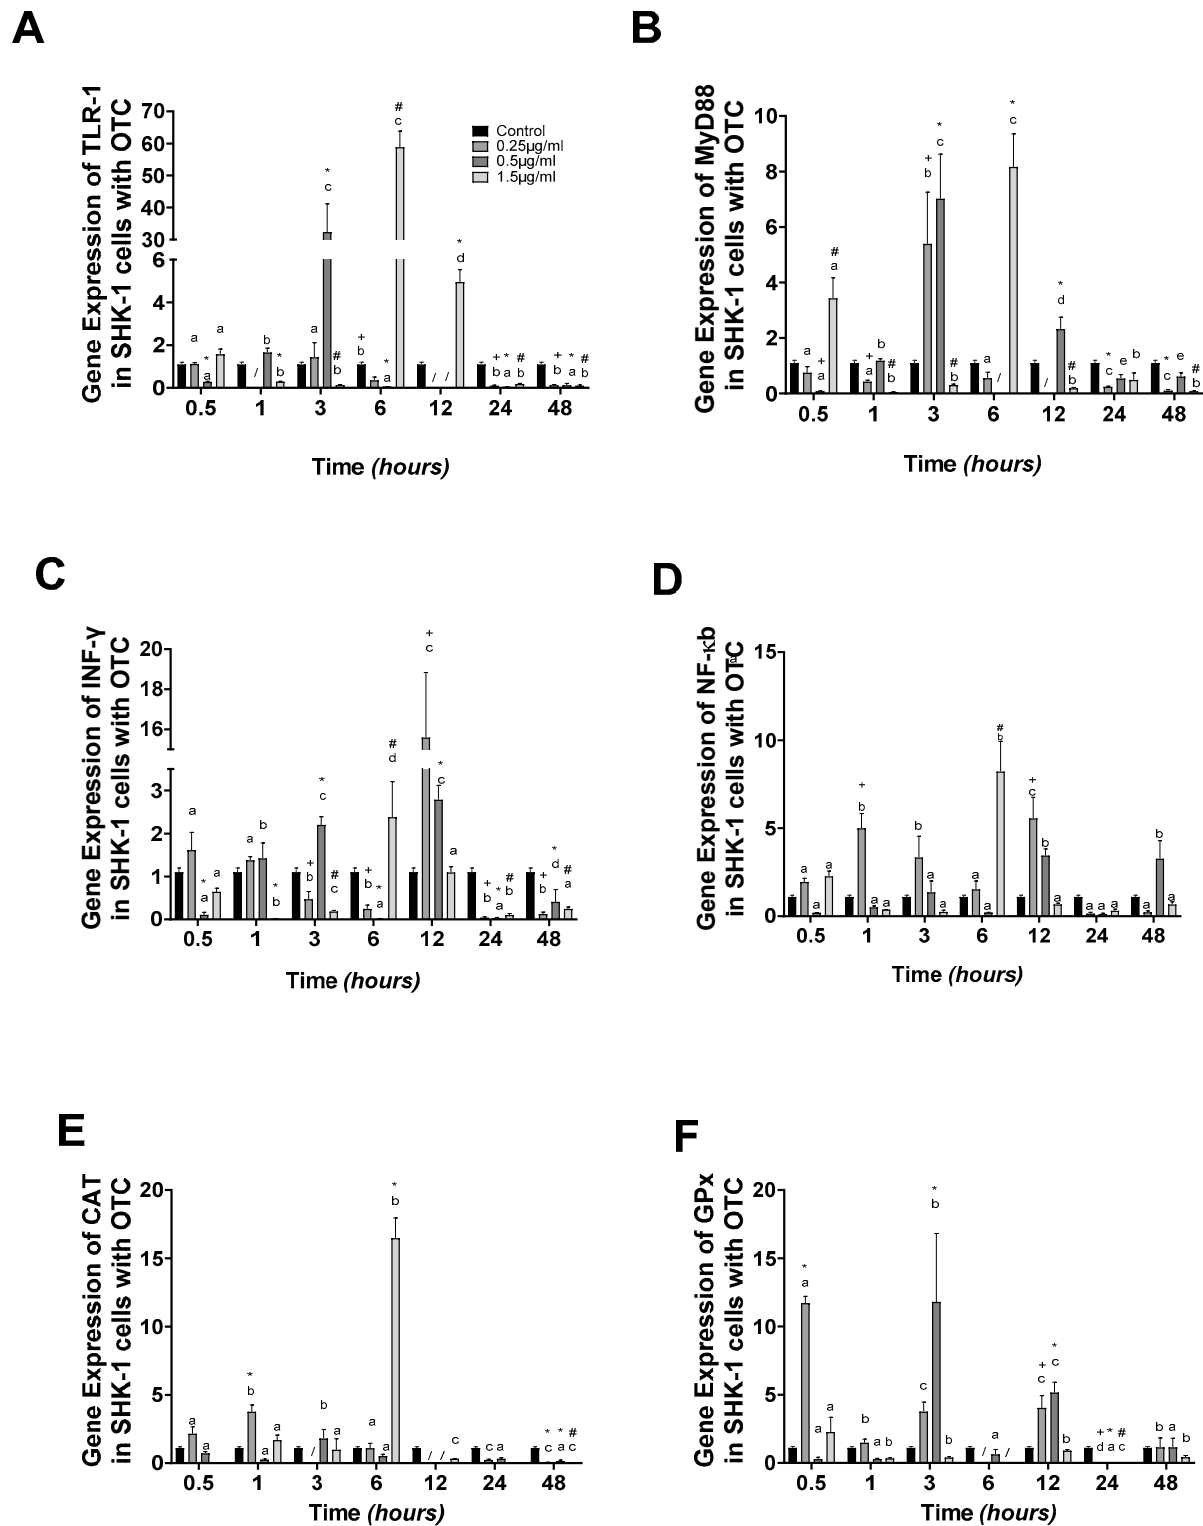 A
Gene Expression of TLR-1
in SHK-1 cells with OTC
70
60
50
40
30
6
4
2
0
Control
0.25µg/ml
0.5µg/ml
1.5µg/ml
a * a a
/ b * b
a * c # b
+ b * a # c
/ / * d
+ b * a # b
+ b * a # b
0.5 1 3 6 12 24 48
Time (hours)
B
Gene Expression of MyD88
in SHK-1 cells with OTC
10
8
6
4
2
0
a + a # a
+ a b # b
+ b * c # b
a / * c
/ * d # b
* c e b
* c e # b
0.5 1 3 6 12 24 48
Time (hours)
C
Gene Expression of INF-γ
in SHK-1 cells with OTC
20
18
16
3
2
1
0
a * a a
a b * b
+ b * c # c
+ b * a # d
+ c * c a
+ b * a # b
+ b * d # a
0.5 1 3 6 12 24 48
Time (hours)
D
Gene Expression of NF-κb
in SHK-1 cells with OTC
a
15
10
5
0
a a a
+ b a a
b a a
a a # b
+ c b a
a a a
a b a
0.5 1 3 6 12 24 48
Time (hours)
E
Gene Expression of CAT
in SHK-1 cells with OTC
20
15
10
5
0
a a
* b a a
/ b a
a a * b
/ / c
c a
* c * a # c
0.5 1 3 6 12 24 48
Time (hours)
F
Gene Expression of GPx
in SHK-1 cells with OTC
20
15
10
5
0
* a a a
b a b
c * b b
/ a /
+ c * c b
+ d * a # c
b a b
0.5 1 3 6 12 24 48
Time (hours)